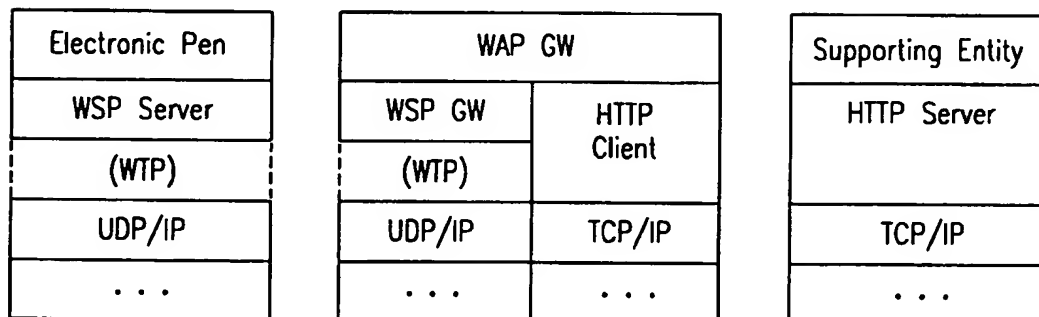 Electronic Pen
WSP Server
(WTP)
UDP/IP
. . .
WAP GW
WSP GW
(WTP)
UDP/IP
. . .
HTTP
Client
TCP/IP
. . .
Supporting Entity
HTTP Server
TCP/IP
. . .